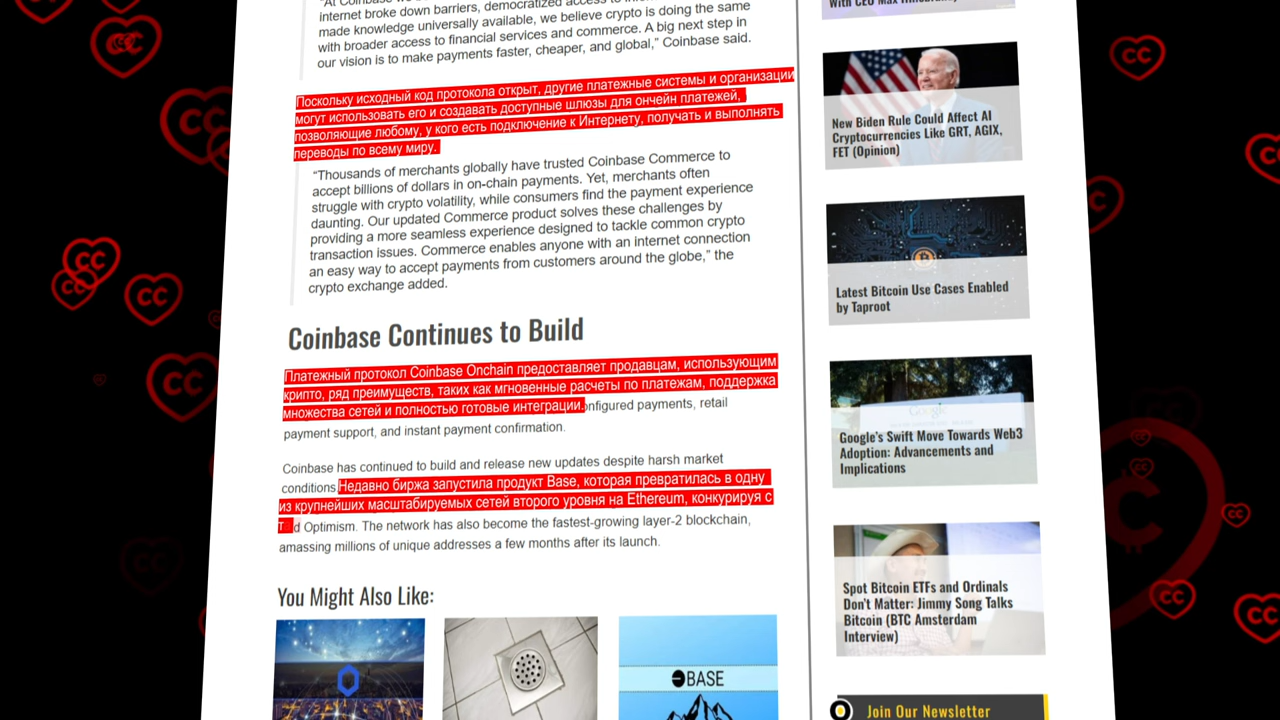 "At Coinbase we
internet broke down barriers, democratized access to
made knowledge universally available, we believe crypto is doing the same
with broader access to financial services and commerce. A big next step in
our vision is to make payments faster, cheaper, and global," Coinbase said.
Поскольку исходный код протокола открыт, другие платежные системы и организации
могут использовать его и создавать доступные шлюзы для ончейн платежей,
позволяющие любому, у кого есть подключение к Интернету, получать и выполнять
переводы по всему миру.
"Thousands of merchants globally have trusted Coinbase Commerce to
accept billions of dollars in on-chain payments. Yet, merchants often
struggle with crypto volatility, while consumers find the payment experience
daunting. Our updated Commerce product solves these challenges by
providing a more seamless experience designed to tackle common crypto
transaction issues. Commerce enables anyone with an internet connection
an easy way to accept payments from customers around the globe," the
crypto exchange added.
Coinbase Continues to Build
Платежный протокол Coinbase Onchain предоставляет продавцам, использующим
крипто, ряд преимуществ, таких как мгновенные расчеты по платежам, поддержка
множества сетей и полностью готовые интеграции.nfigured payments, retail
payment support, and instant payment confirmation.
Coinbase has continued to build and release new updates despite harsh market
conditions Недавно биржа запустила продукт Base, которая превратилась в одну
из крупнейших масштабируемых сетей второго уровня на Ethereum, конкурируя с
т d Optimism. The network has also become the fastest-growing layer-2 blockchain,
amassing millions of unique addresses a few months after its launch.
You Might Also Like:
BASE
With CEO Max
New Biden Rule Could Affect AI
Cryptocurrencies Like GRT, AGIX,
FET (Opinion)
Latest Bitcoin Use Cases Enabled
by Taproot
Google
Google's Swift Move Towards Web3
Adoption: Advancements and
Implications
Spot Bitcoin ETFs and Ordinals
Don't Matter: Jimmy Song Talks
Bitcoin (BTC Amsterdam
Interview)
Join Our Newsletter